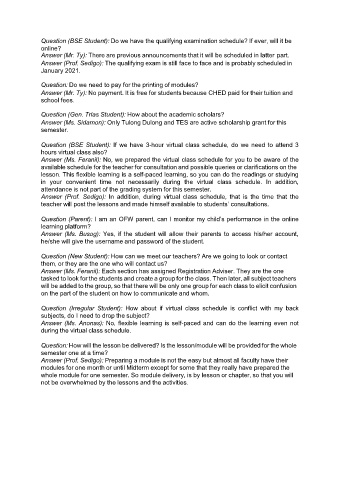 Question (BSE Student): Do we have the qualifying examination schedule? If ever, will it be
online?
Answer (Mr. Ty): There are previous announcements that it will be scheduled in latter part.
Answer (Prof. Sedigo): The qualifying exam is still face to face and is probably scheduled in
January 2021.
Question: Do we need to pay for the printing of modules?
Answer (Mr. Ty): No payment. It is free for students because CHED paid for their tuition and
school fees.
Question (Gen. Trias Student): How about the academic scholars?
Answer (Ms. Sidamon): Only Tulong Dulong and TES are active scholarship grant for this
semester.
Question (BSE Student): If we have 3-hour virtual class schedule, do we need to attend 3
hours virtual class also?
Answer (Ms. Feranil): No, we prepared the virtual class schedule for you to be aware of the
available schedule for the teacher for consultation and possible queries or clarifications on the
lesson. This flexible learning is a self-paced learning, so you can do the readings or studying
in your convenient time not necessarily during the virtual class schedule. In addition,
attendance is not part of the grading system for this semester.
Answer (Prof. Sedigo): In addition, during virtual class schedule, that is the time that the
teacher will post the lessons and made himself available to students' consultations.
Question (Parent): I am an OFW parent, can I monitor my child's performance in the online
learning platform?
Answer (Ms. Busog): Yes, if the student will allow their parents to access his/her account,
he/she will give the username and password of the student.
Question (New Student): How can we meet our teachers? Are we going to look or contact
them, or they are the one who will contact us?
Answer (Ms. Feranil): Each section has assigned Registration Adviser. They are the one
tasked to look for the students and create a group for the class. Then later, all subject teachers
will be added to the group, so that there will be only one group for each class to elicit confusion
on the part of the student on how to communicate and whom.
Question (Irregular Student): How about if virtual class schedule is conflict with my back
subjects, do I need to drop the subject?
Answer (Ms. Anonas): No, flexible learning is self-paced and can do the learning even not
during the virtual class schedule.
Question: How will the lesson be delivered? Is the lesson/module will be provided for the whole
semester one at a time?
Answer (Prof. Sedigo): Preparing a module is not the easy but almost all faculty have their
modules for one month or until Midterm except for some that they really have prepared the
whole module for one semester. So module delivery, is by lesson or chapter, so that you will
not be overwhelmed by the lessons and the activities.